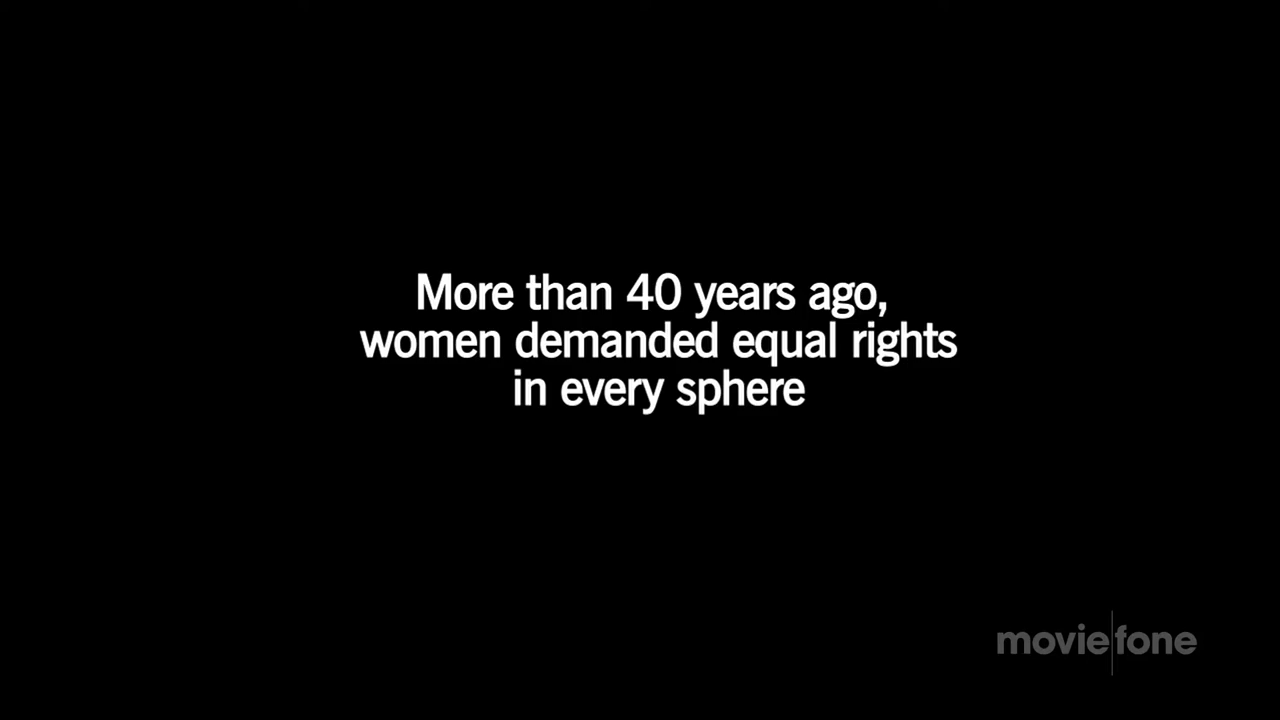 More than 40 years ago,
women demanded equal rights
in every sphere
moviefone